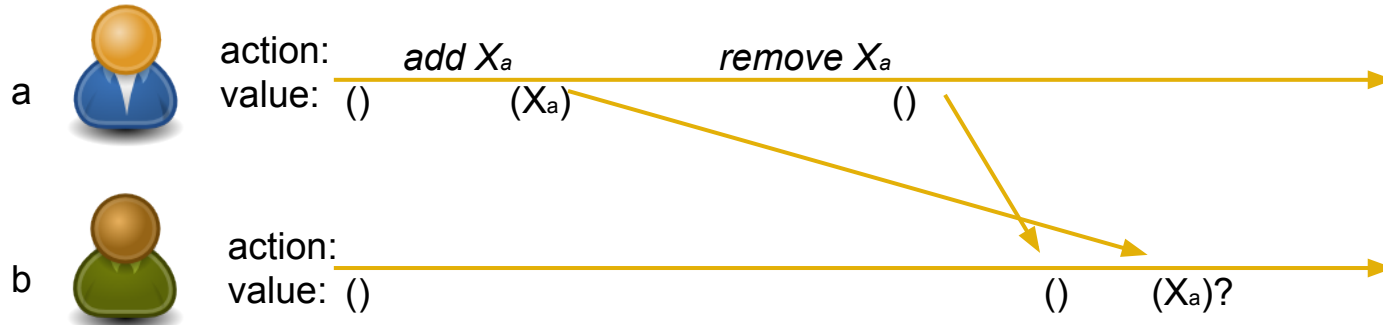 action: add Xa remove Xa
a
value: () (Xa) ()
action:
b
value: () () (Xa)?